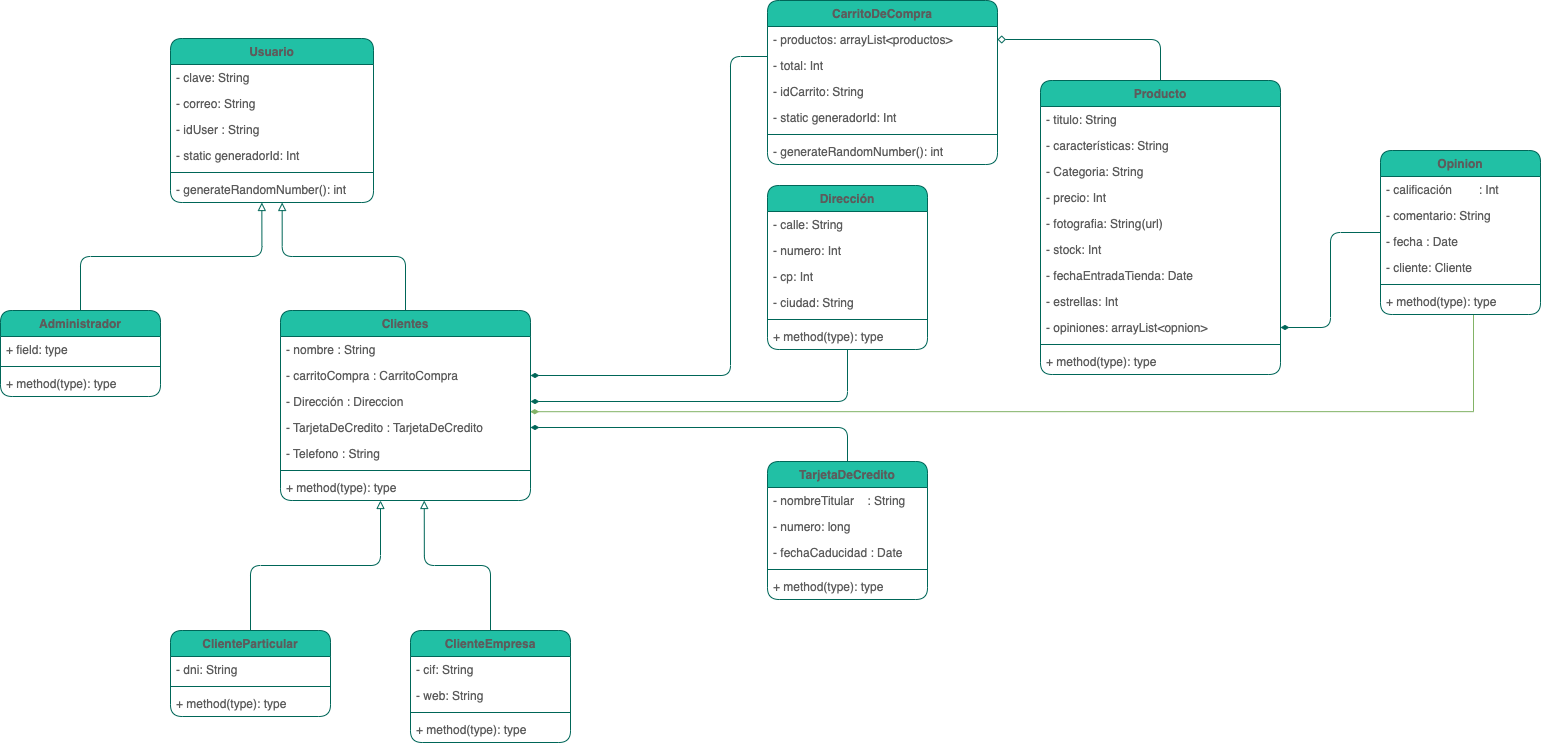 CarritoDeCompra
- productos: arrayList<productos>
- total: Int
- idCarrito: String
- static generadorId: Int
- generateRandomNumber(): int
Usuario
- clave: String
- correo: String
- idUser : String
- static generadorId: Int
- generateRandomNumber(): int
Producto
- titulo: String
- características: String
- Categoria: String
- precio: Int
- fotografia: String(url)
- stock: Int
- fechaEntradaTienda: Date
- estrellas: Int
- opiniones: arrayList<opnion>
+ method(type): type
Opinion
- calificación : Int
- comentario: String
- fecha : Date
- cliente: Cliente
+ method(type): type
Dirección
- calle: String
- numero: Int
- cp: Int
- ciudad: String
+ method(type): type
Administrador
+ field: type
+ method(type): type
Clientes
- nombre : String
- carritoCompra : CarritoCompra
- Dirección : Direccion
- TarjetaDeCredito : TarjetaDeCredito
- Telefono : String
+ method(type): type
TarjetaDeCredito
- nombreTitular : String
- numero: long
- fechaCaducidad : Date
+ method(type): type
ClienteParticular
- dni: String
+ method(type): type
ClienteEmpresa
- cif: String
- web: String
+ method(type): type